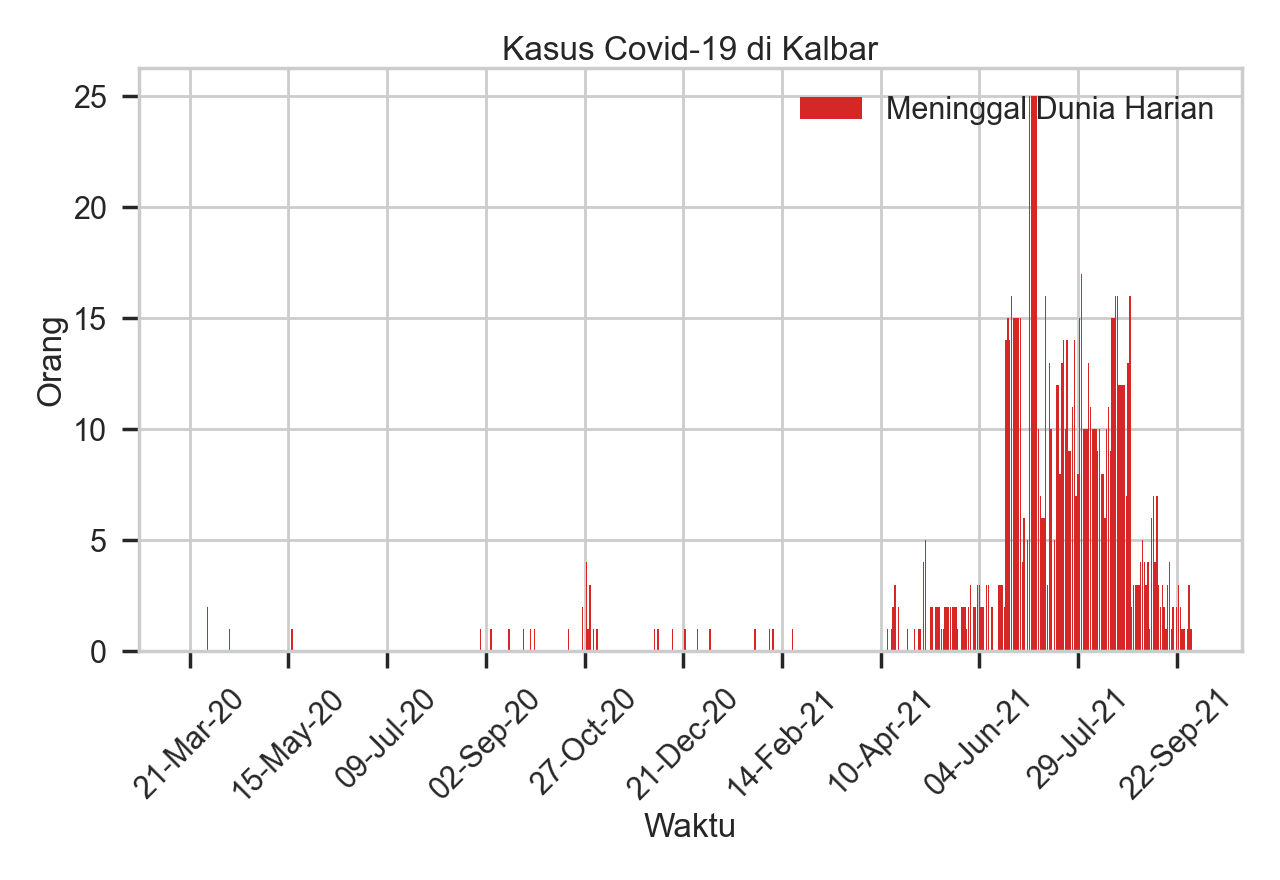 Kasus Covid-19 di Kalbar
Meninggal Dunia Harian
25
20
15
10
5
0
Orang
21-Mar-20
15-May-20
09-Jul-20
02-Sep-20
27-Oct-20
21-Dec-20
14-Feb-21
10-Apr-21
04-Jun-21
29-Jul-21
22-Sep-21
Waktu